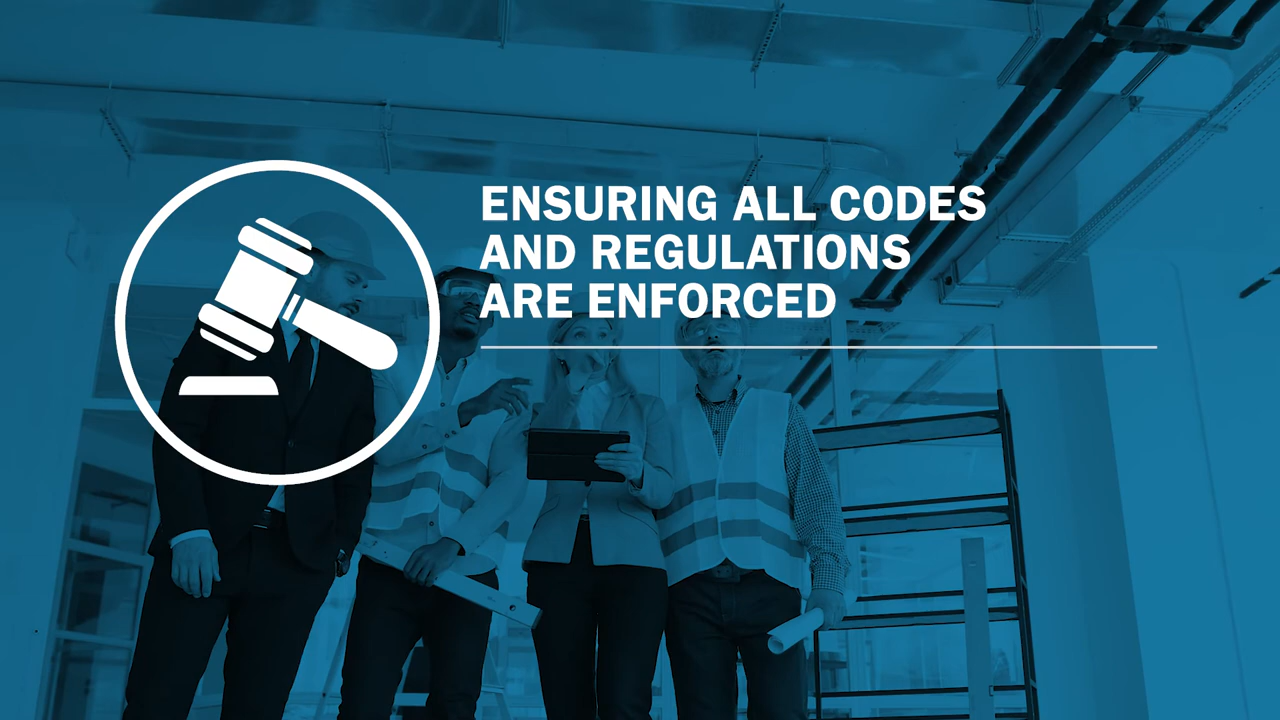 ENSURING ALL CODES
AND REGULATIONS
ARE ENFORCED